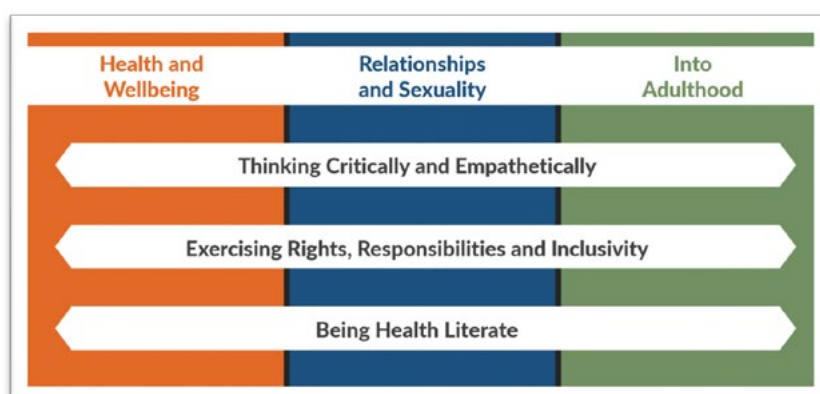 Health and
Wellbeing
Relationships
and Sexuality
Into
Adulthood
Thinking Critically and Empathetically
Exercising Rights, Responsibilities and Inclusivity
Being Health Literate